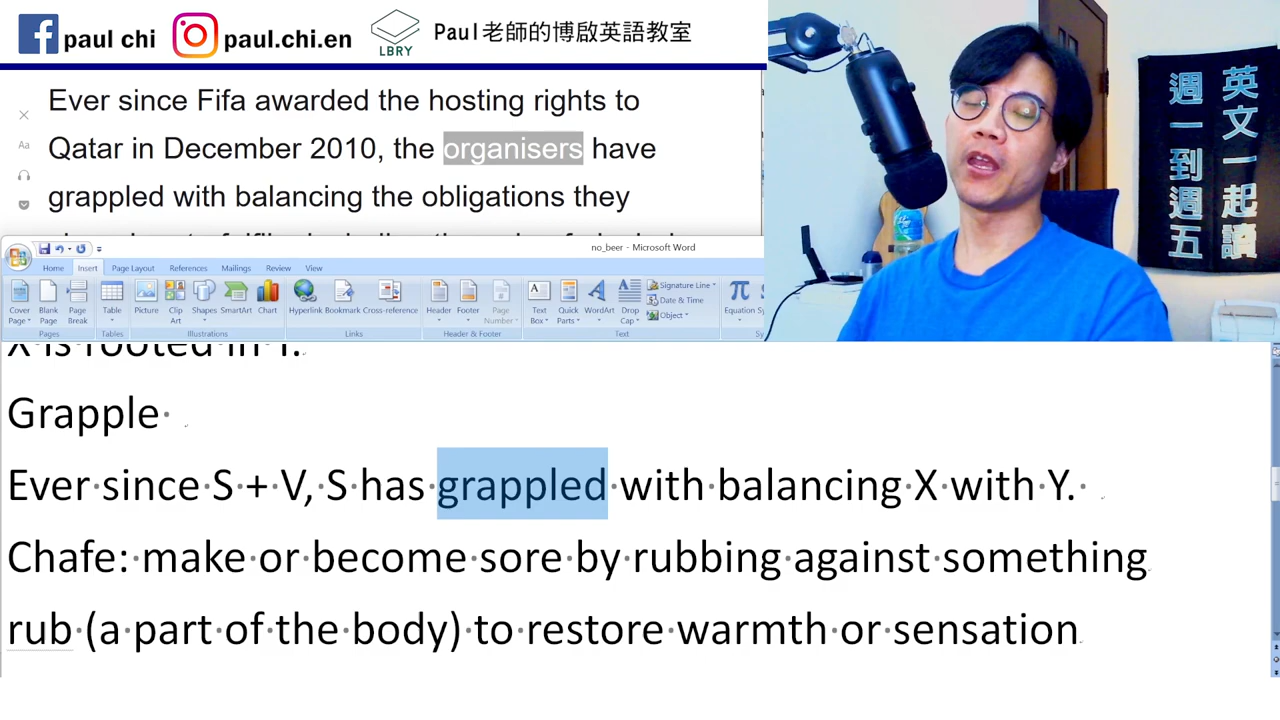 paul chi
paul.chi.en
LBRY
Paul老師的博啟英語教室
Ever since Fifa awarded the hosting rights to
Qatar in December 2010, the organisers have
grappled with balancing the obligations they
Aa
no_beer - Microsoft Word
Home Insert Page Layout References Mailings Review View
Cover Page
Blank Page
Page Break
Table
Picture
Clip Art
Shapes
SmartArt
Chart
Hyperlink
Bookmark
Cross-reference
Header
Footer
Page Number
Text Box
Quick Parts
WordArt
Drop Cap
Signature Line
Date & Time
Object
Equation
Pages Tables Illustrations Links Header & Footer Text
X is rooted in Y.
Grapple
Ever since S + V, S has grappled with balancing X with Y.
Chafe: make or become sore by rubbing against something
rub (a part of the body) to restore warmth or sensation
英文一起讀
週一到週五